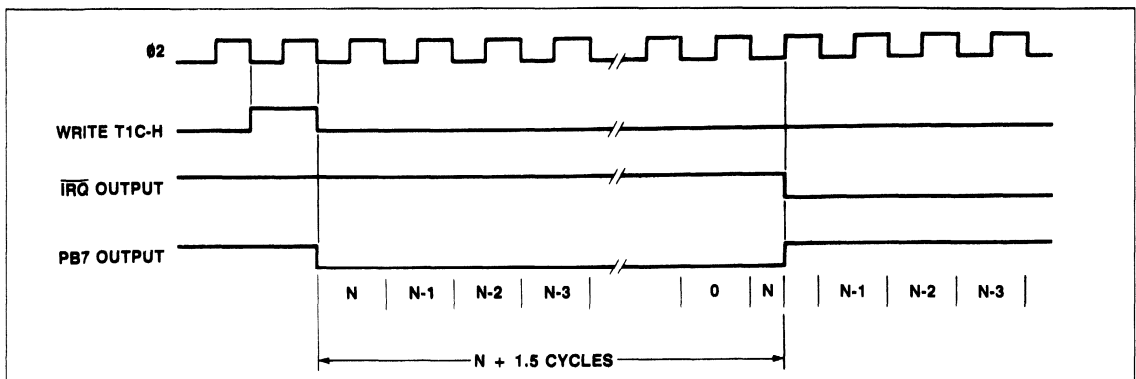 Ø2
WRITE T1C-H
IRQ OUTPUT
PB7 OUTPUT
N N-1 N-2 N-3 0 N N-1 N-2 N-3
N + 1.5 CYCLES